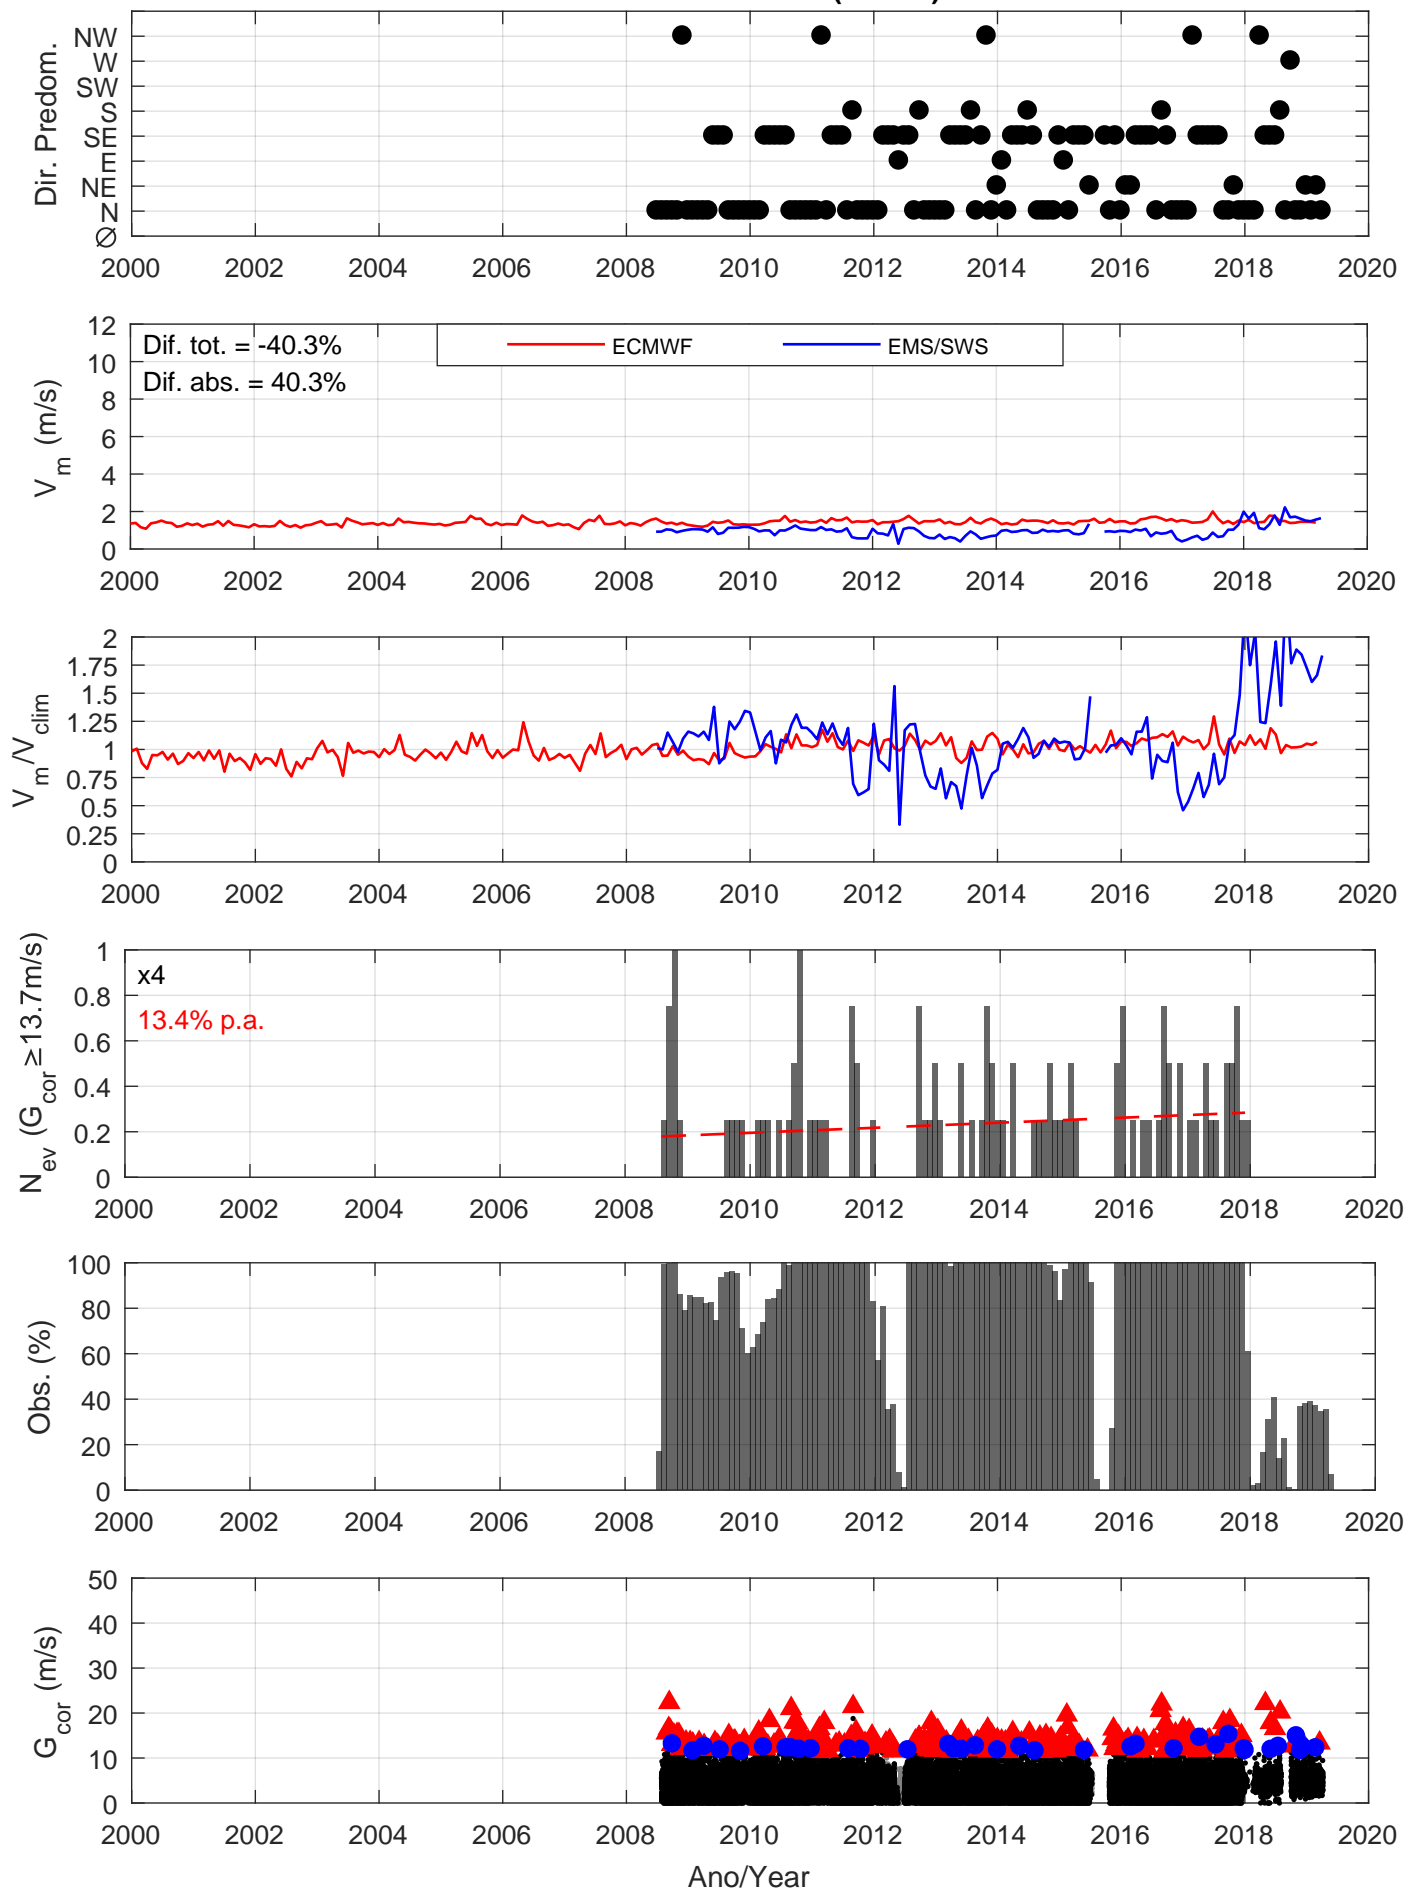 NW
W
SW
S
SE
E
NE
N
Ø
Dir. Predom.
2000 2002 2004 2006 2008 2010 2012 2014 2016 2018 2020
12
10
8
6
4
2
0
V_m (m/s)
Dif. tot. = -40.3%
Dif. abs. = 40.3%
ECMWF EMS/SWS
2000 2002 2004 2006 2008 2010 2012 2014 2016 2018 2020
2
1.75
1.5
1.25
1
0.75
0.5
0.25
0
V_m/V_clim
2000 2002 2004 2006 2008 2010 2012 2014 2016 2018 2020
1
0.8
0.6
0.4
0.2
0
N_ev (G_cor ≥13.7m/s)
x4
13.4% p.a.
2000 2002 2004 2006 2008 2010 2012 2014 2016 2018 2020
100
80
60
40
20
0
Obs. (%)
2000 2002 2004 2006 2008 2010 2012 2014 2016 2018 2020
50
40
30
20
10
0
G_cor (m/s)
2000 2002 2004 2006 2008 2010 2012 2014 2016 2018 2020
Ano/Year